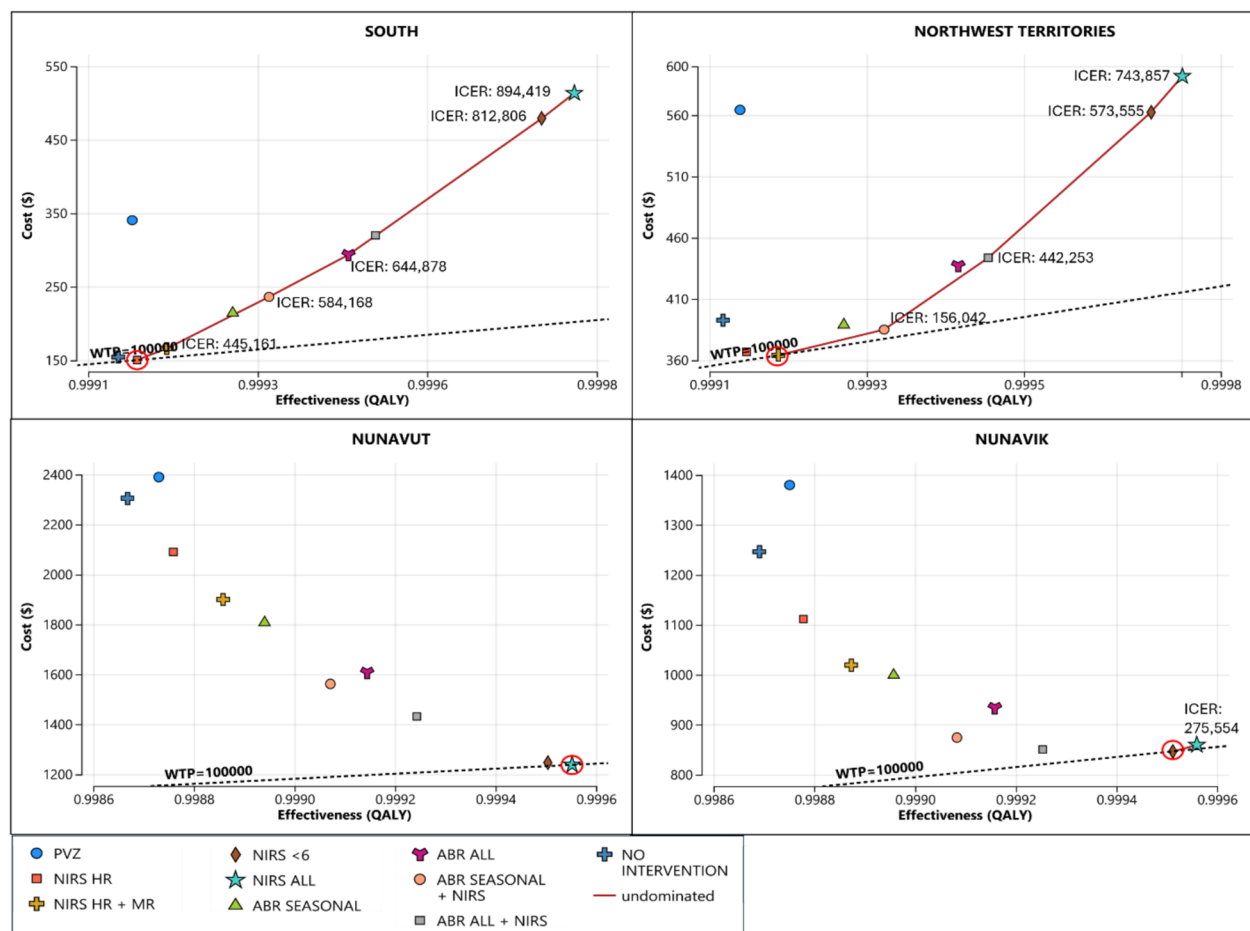 SOUTH
550
450
350
250
150
Cost ($)
ICER: 894,419
ICER: 812,806
ICER: 644,878
ICER: 584,168
445,161
WTP=100000
0.9991
0.9993
0.9996
0.9998
Effectiveness (QALY)
NORTHWEST TERRITORIES
600
560
510
460
410
360
Cost ($)
ICER: 743,857
ICER: 573,555
ICER: 442,253
ICER: 156,042
WTP=100000
0.9991
0.9993
0.9995
0.9998
Effectiveness (QALY)
NUNAVUT
2400
2200
2000
1800
1600
1400
1200
Cost ($)
WTP=100000
0.9986
0.9988
0.9990
0.9992
0.9994
0.9996
Effectiveness (QALY)
NUNAVIK
1400
1300
1200
1100
1000
900
800
Cost ($)
ICER:
275,554
WTP=100000
0.9986
0.9988
0.9990
0.9992
0.9994
0.9996
Effectiveness (QALY)
PVZ
NIRS HR
NIRS HR + MR
NIRS <6
NIRS ALL
ABR SEASONAL
ABR ALL
ABR SEASONAL
+ NIRS
ABR ALL + NIRS
NO
INTERVENTION
undominated